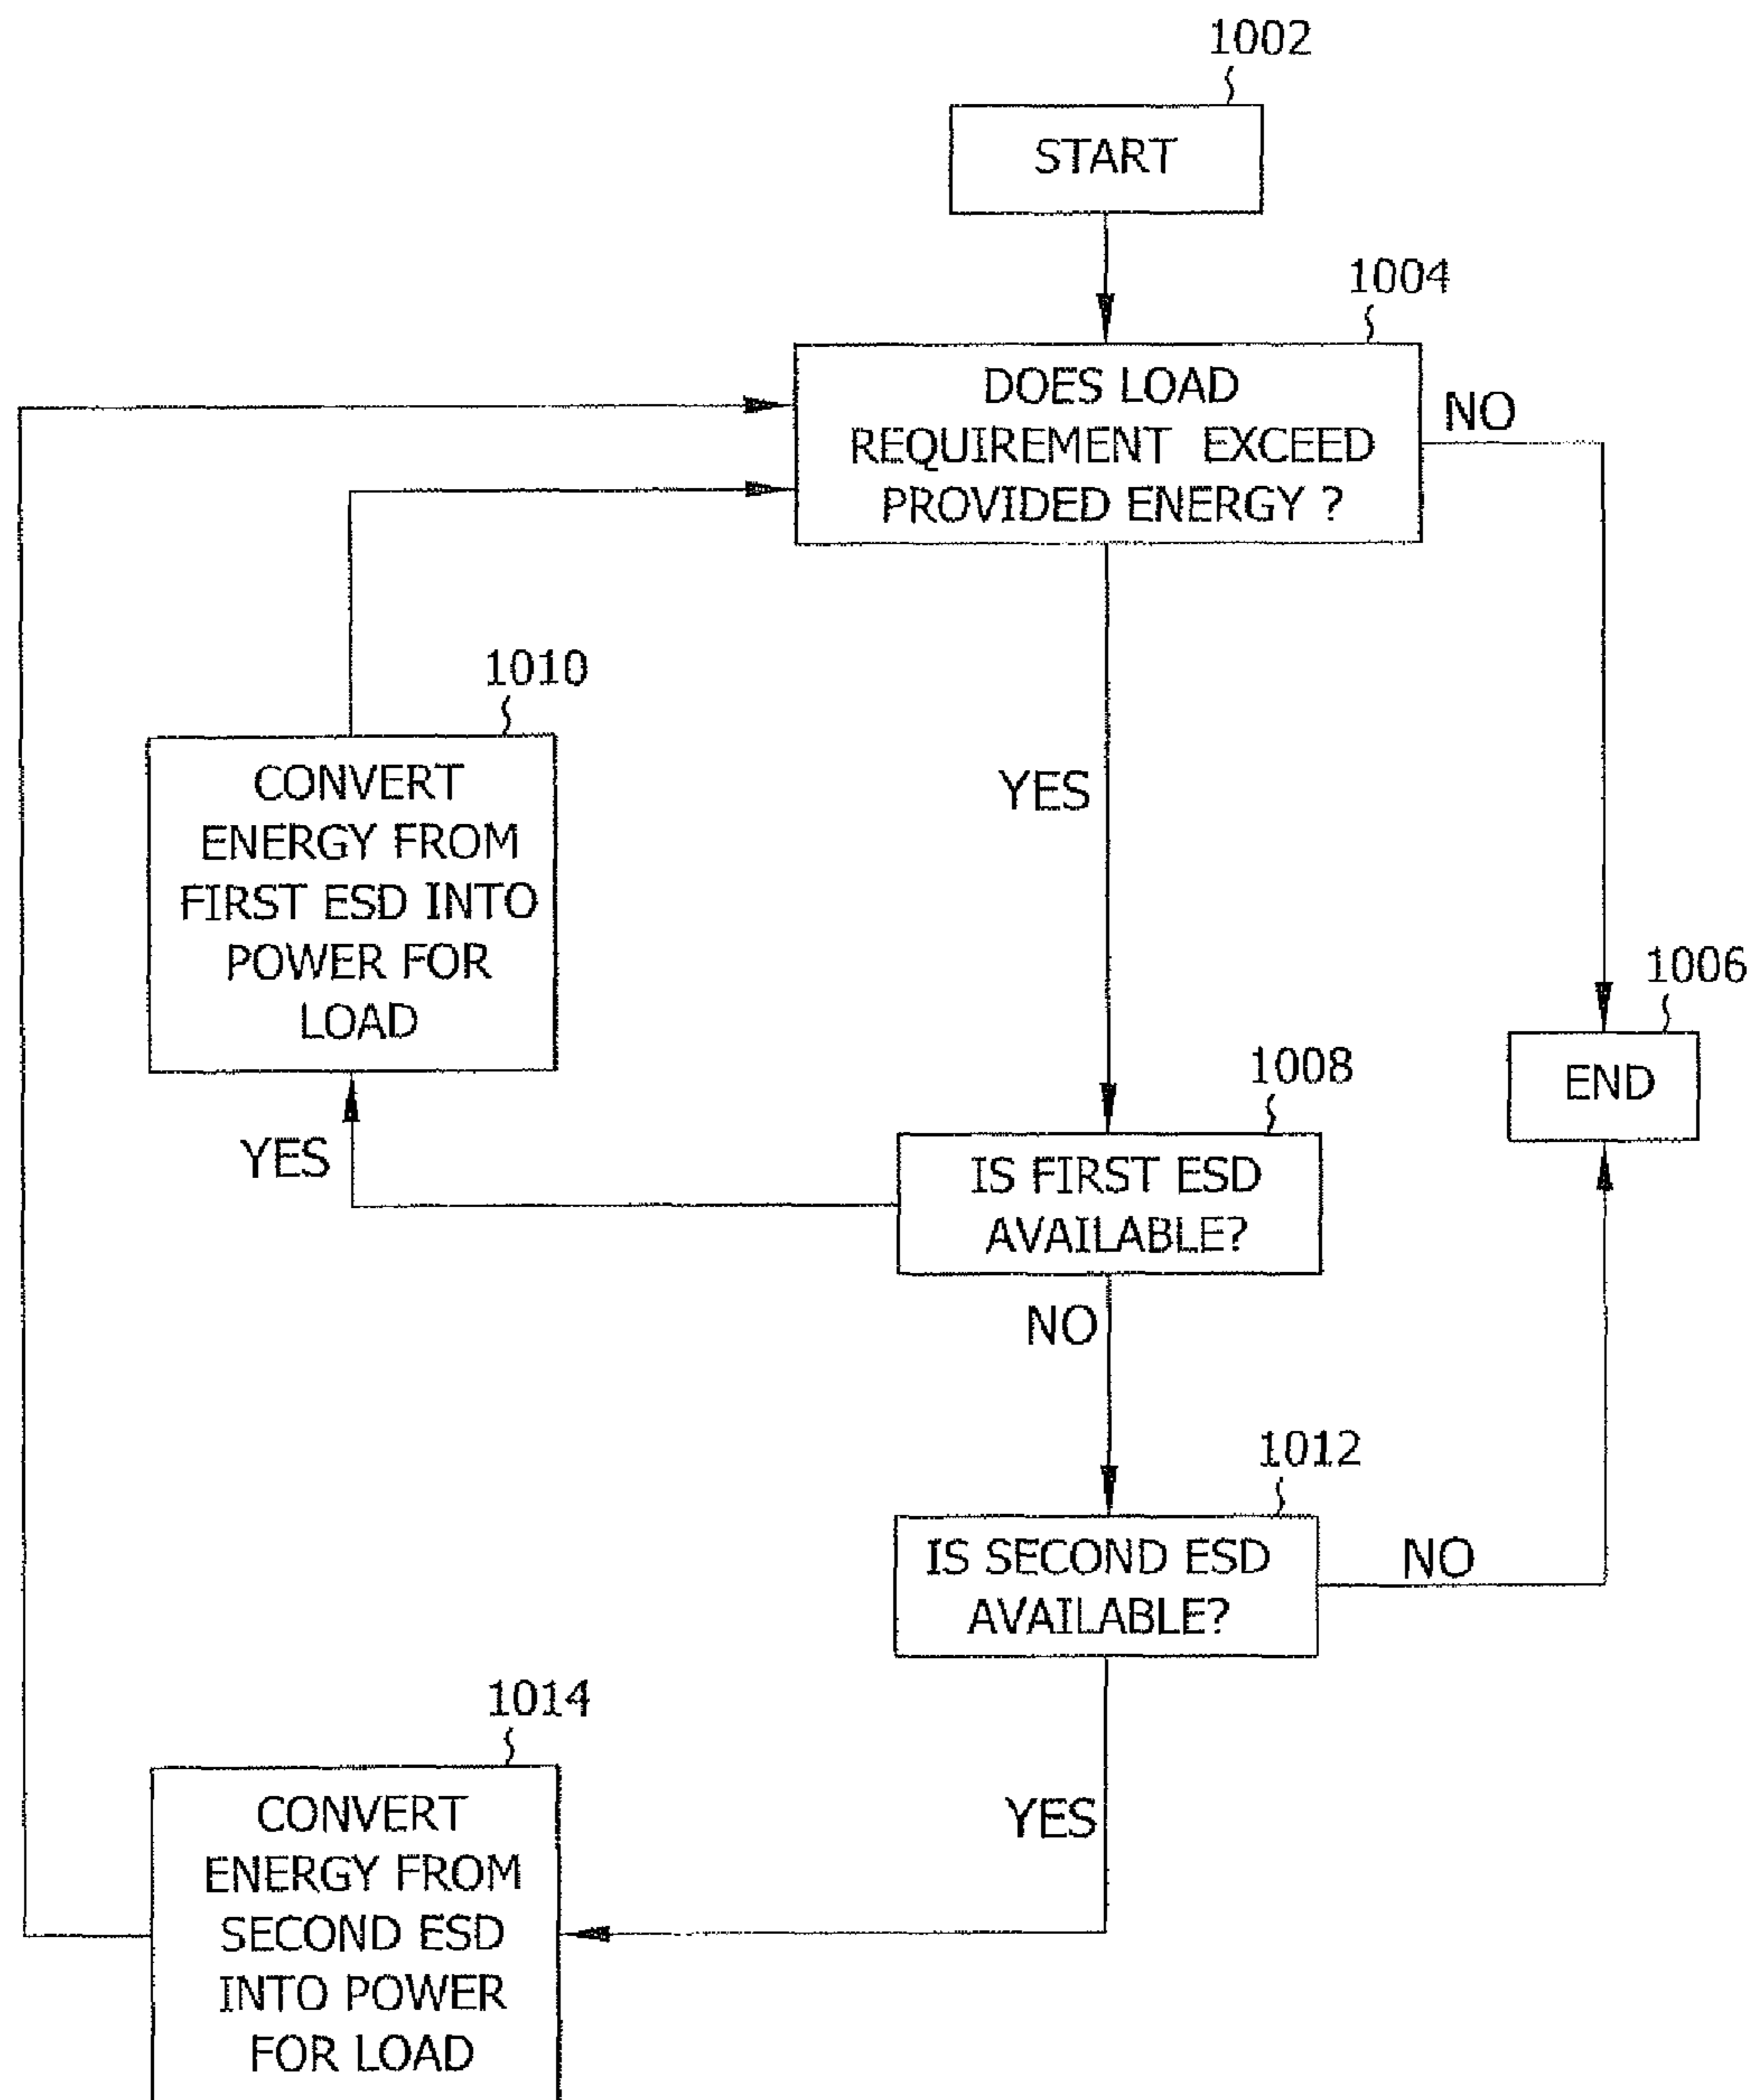 1002
START
1004
DOES LOAD
REQUIREMENT EXCEED
PROVIDED ENERGY ?
NO
1010
CONVERT
ENERGY FROM
FIRST ESD INTO
POWER FOR
LOAD
YES
1006
END
1008
IS FIRST ESD
AVAILABLE?
YES
NO
1012
IS SECOND ESD
AVAILABLE?
NO
1014
CONVERT
ENERGY FROM
SECOND ESD
INTO POWER
FOR LOAD
YES